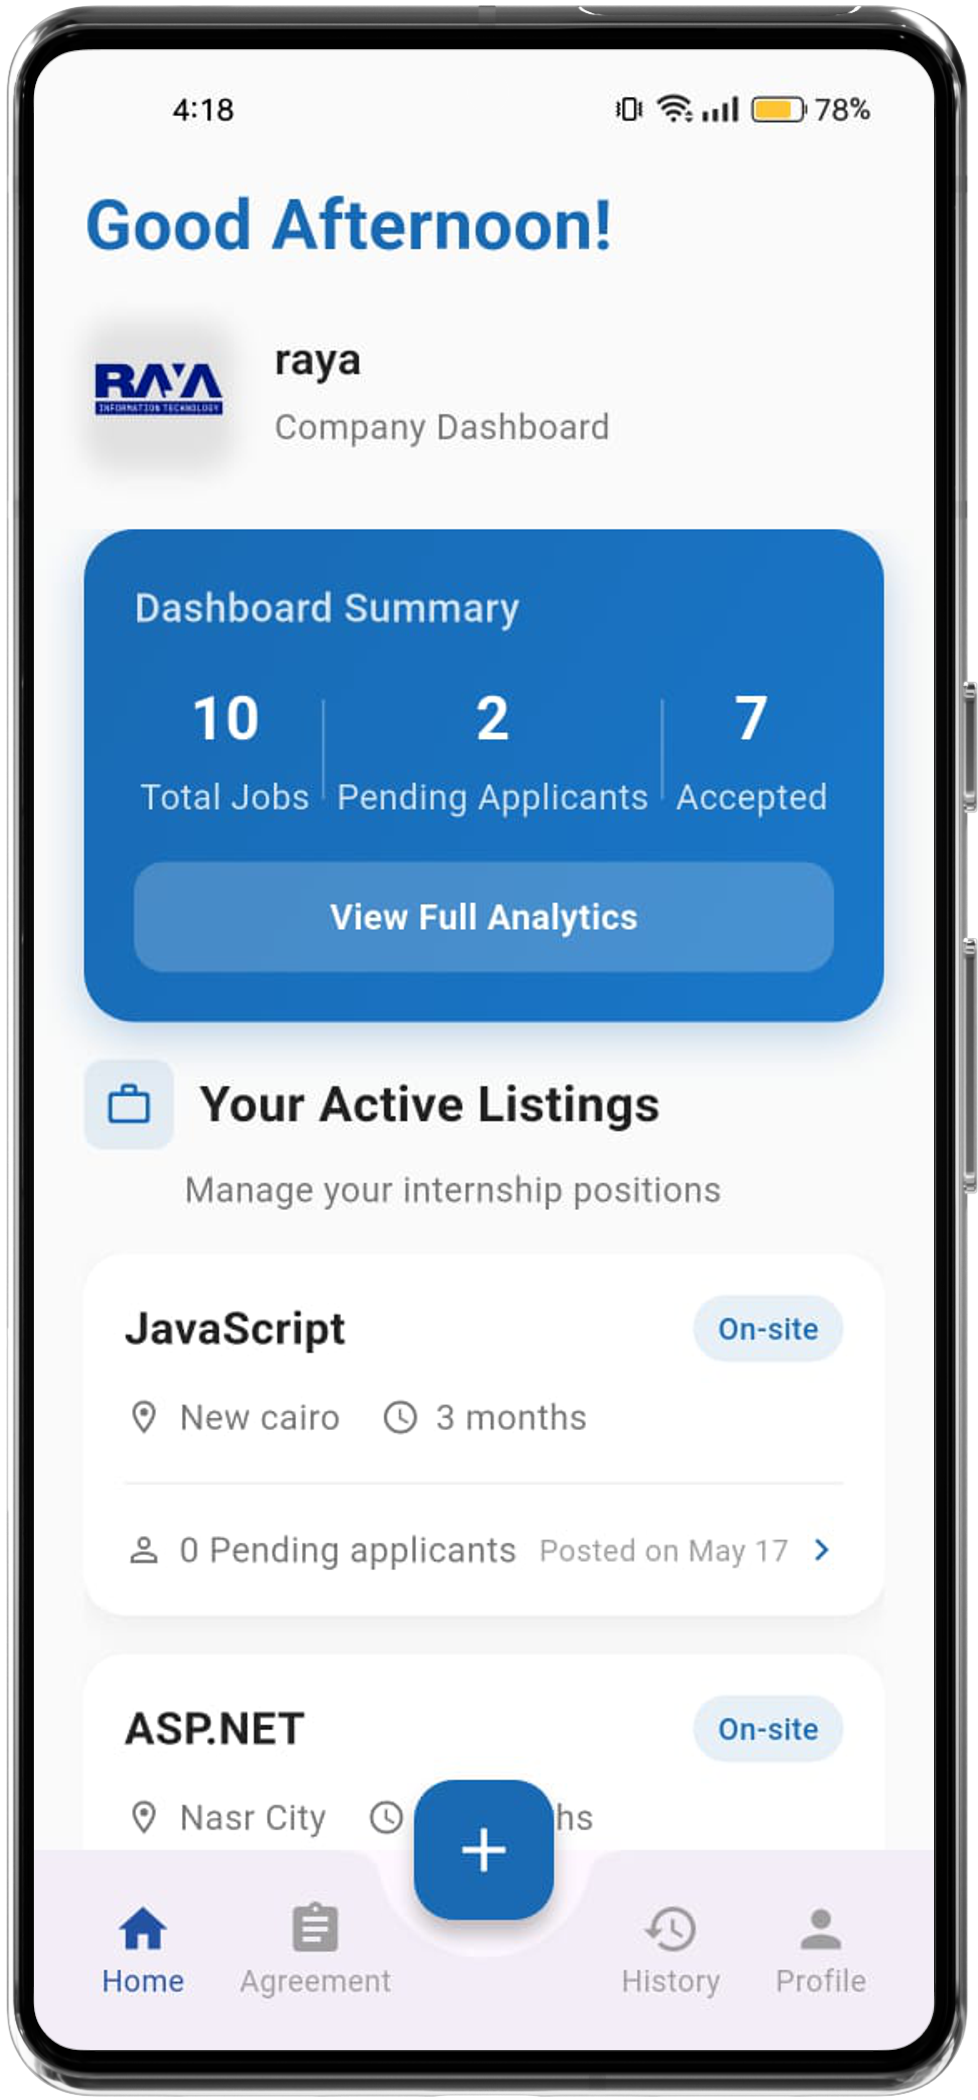 4:18 78%
Good Afternoon!
RAYA
INFORMATION TECHNOLOGY
raya
Company Dashboard
Dashboard Summary
10 2 7
Total Jobs Pending Applicants Accepted
View Full Analytics
Your Active Listings
Manage your internship positions
JavaScript On-site
New cairo 3 months
0 Pending applicants Posted on May 17
ASP.NET On-site
Nasr City hs
Home Agreement History Profile